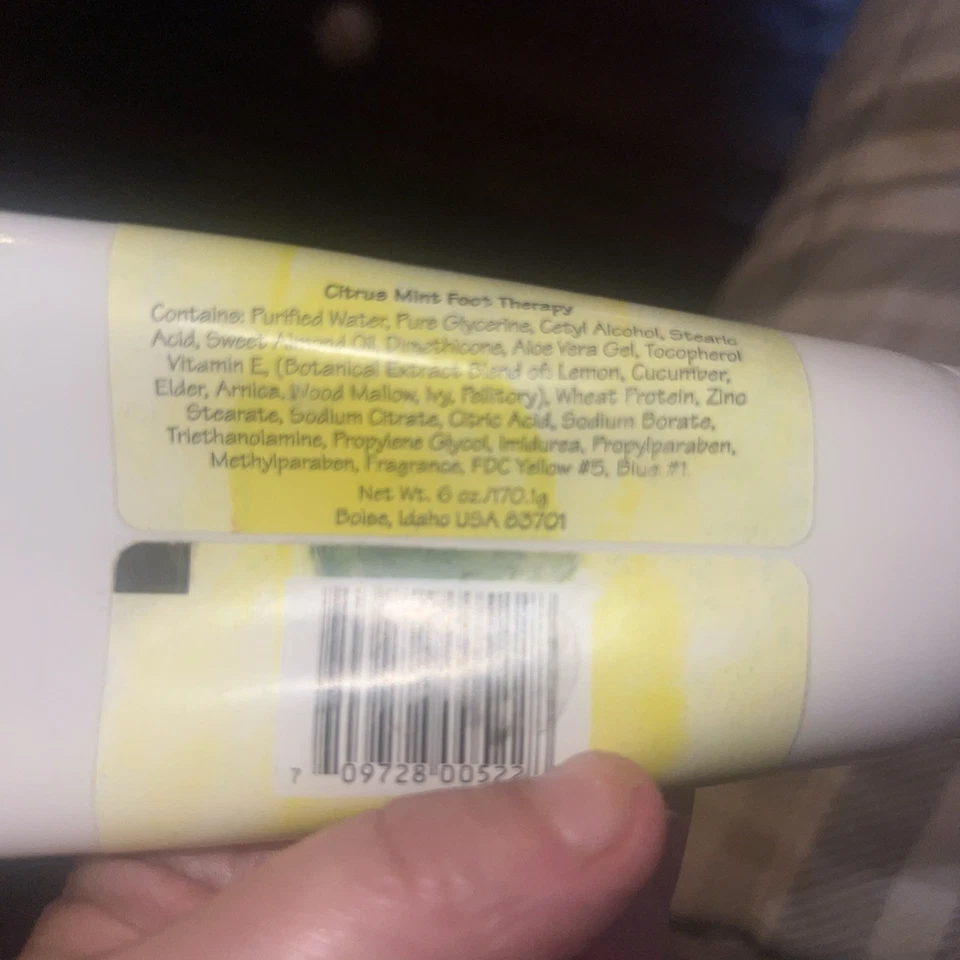 Citrus Mint Foot Therapy
Contains: Purified Water, Pure Glycerine, Cetyl Alcohol, Stearic
Acid, Sweet Almond Oil, Dimethicone, Aloe Vera Gel, Tocopherol
Vitamin E, (Botanical Extract Blend of: Lemon, Cucumber,
Elder, Arnica, Wood Mallow, Ivy, Pellitory), Wheat Protein, Zinc
Stearate, Sodium Citrate, Citric Acid, Sodium Borate,
Triethanolamine, Propylene Glycol, Imidurea, Propylparaben,
Methylparaben, Fragrance, FDC Yellow #5, Blue #1.
Net Wt. 6 oz./170.1g
Boise, Idaho USA 83701
7 09728 00522